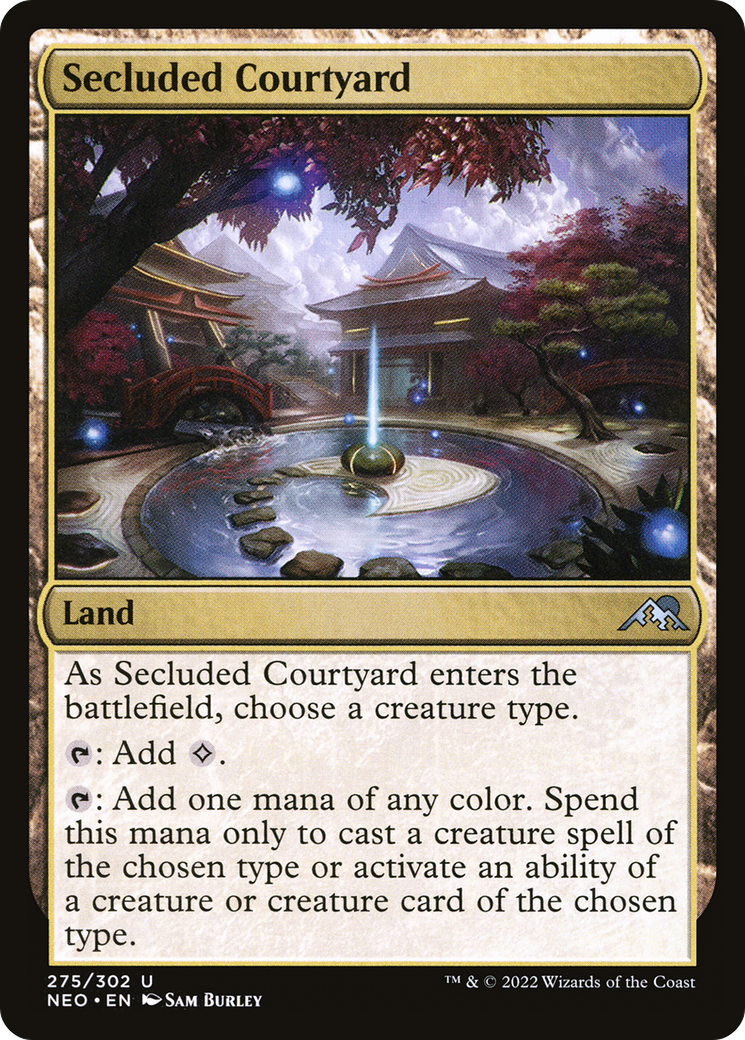 Secluded Courtyard
Land
As Secluded Courtyard enters the
battlefield, choose a creature type.
: Add .
: Add one mana of any color. Spend
this mana only to cast a creature spell of
the chosen type or activate an ability of
a creature or creature card of the chosen
type.
275/302 U
NEO • EN Sam Burley
™ & © 2022 Wizards of the Coast